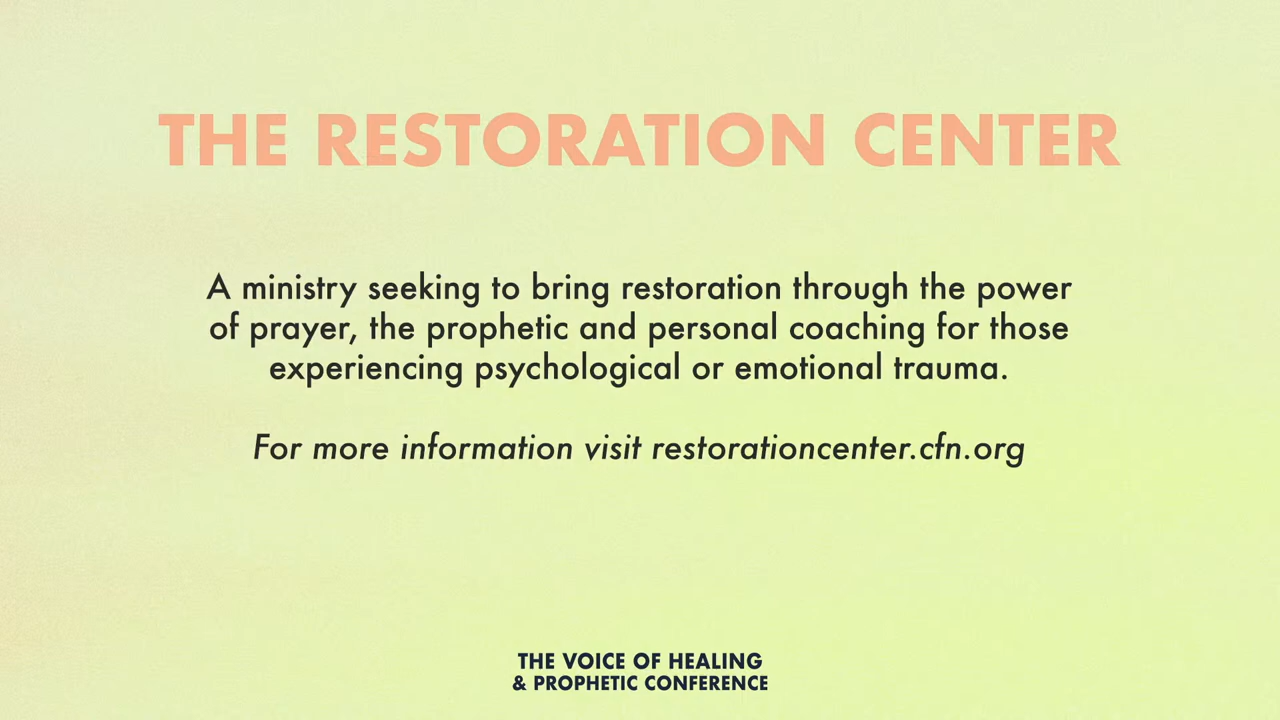 THE RESTORATION CENTER
A ministry seeking to bring restoration through the power
of prayer, the prophetic and personal coaching for those
experiencing psychological or emotional trauma.
For more information visit restorationcenter.cfn.org
THE VOICE OF HEALING
& PROPHETIC CONFERENCE